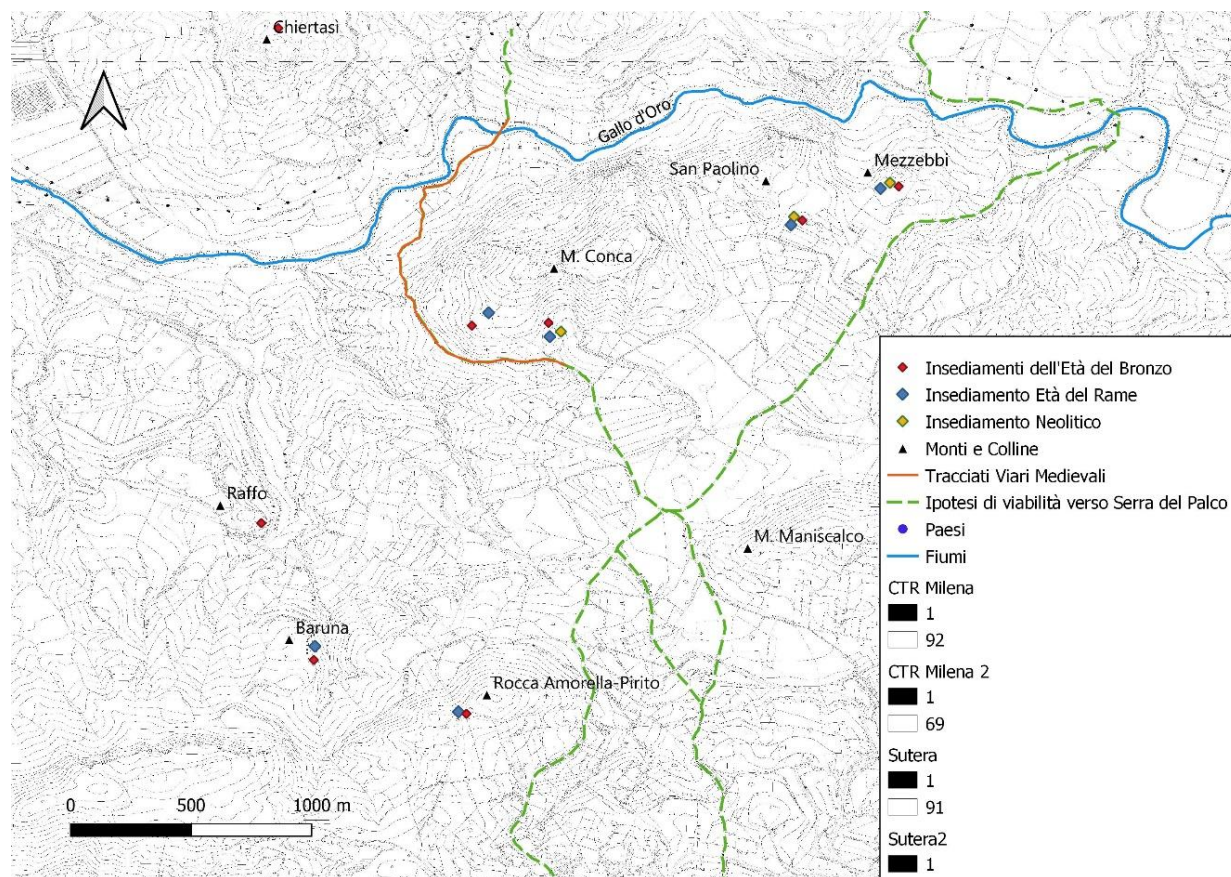 Chiertasì
Gallo d'Oro
San Paolino
Mezzebbi
M. Conca
Raffo
M. Maniscalco
Baruna
Rocca Amorella-Pirito
0 500 1000 m
Insediamenti dell'Età del Bronzo
Insediamento Età del Rame
Insediamento Neolitico
Monti e Colline
Tracciati Viari Medievali
Ipotesi di viabilità verso Serra del Palco
Paesi
Fiumi
CTR Milena
1
92
CTR Milena 2
1
69
Sutera
1
91
Sutera2
1